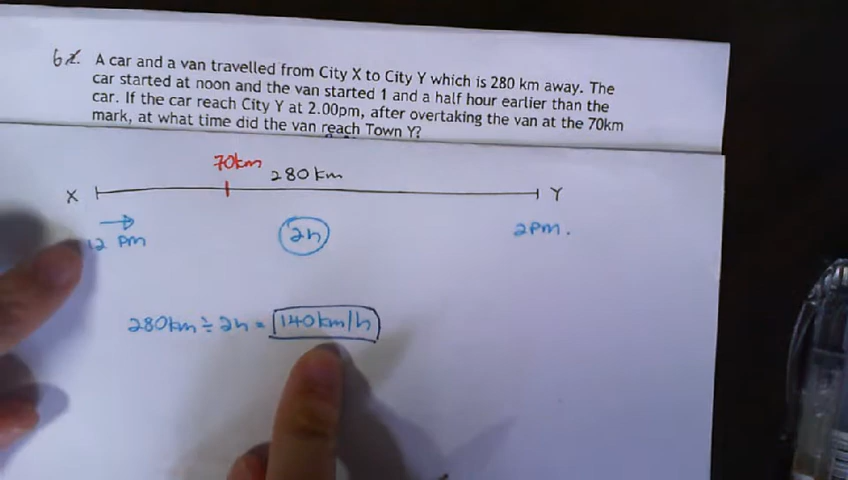 62. A car and a van travelled from City X to City Y which is 280 km away. The
car started at noon and the van started 1 and a half hour earlier than the
car. If the car reach City Y at 2.00pm, after overtaking the van at the 70km
mark, at what time did the van reach Town Y?
70km
280 km
X
Y
12 pm
2h
2pm.
280km ÷ 2h = 140km/h